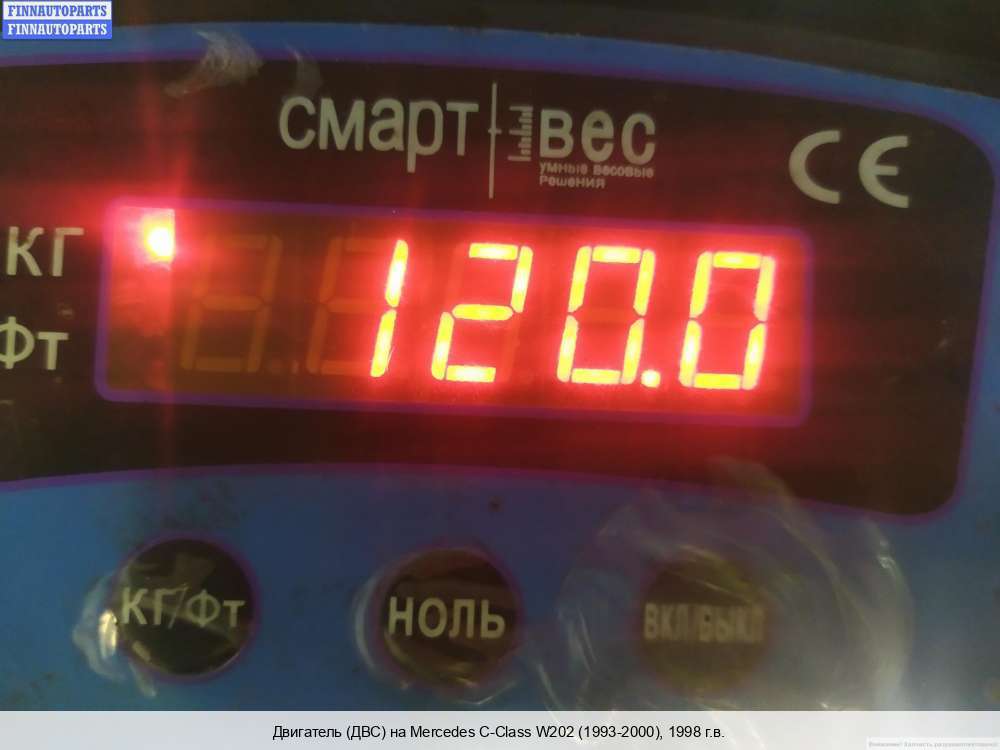 FINNAUTOPARTS
FINNAUTOPARTS
смарт вес
умные весовые
Решения
CE
КГ
Фт
120.0
КГ/Фт
НОЛЬ
ВКЛ/ВЫКЛ
Двигатель (ДВС) на Mercedes C-Class W202 (1993-2000), 1998 г.в.